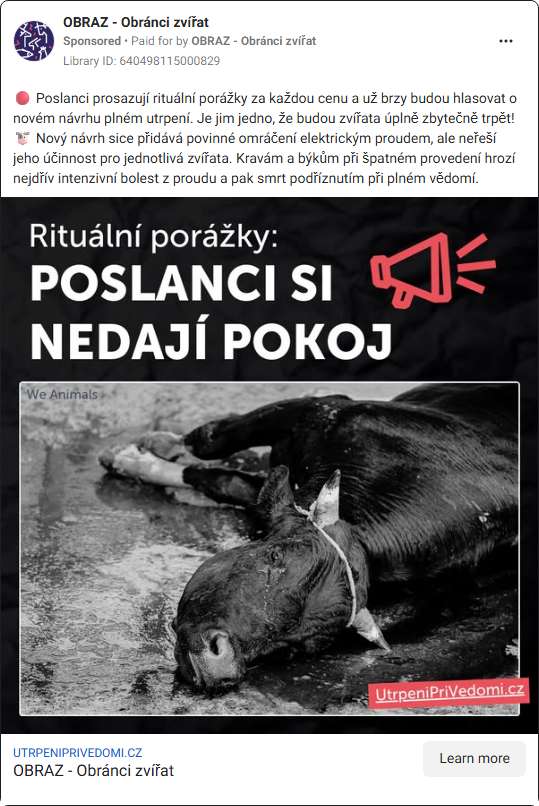 OBRAZ - Obránci zvířat
Sponsored • Paid for by OBRAZ - Obránci zvířat
Library ID: 640498115000829
Poslanci prosazují rituální porážky za každou cenu a už brzy budou hlasovat o
novém návrhu plném utrpení. Je jim jedno, že budou zvířata úplně zbytečně trpět!
Nový návrh sice přidává povinné omráčení elektrickým proudem, ale neřeší
jeho účinnost pro jednotlivá zvířata. Kravám a býkům při špatném provedení hrozí
nejdřív intenzivní bolest z proudu a pak smrt podříznutím při plném vědomí.
Rituální porážky:
POSLANCI SI
NEDAJÍ POKOJ
We Animals
UtrpeniPriVedomi.cz
UTRPENIPRIVEDOMI.CZ
OBRAZ - Obránci zvířat
Learn more